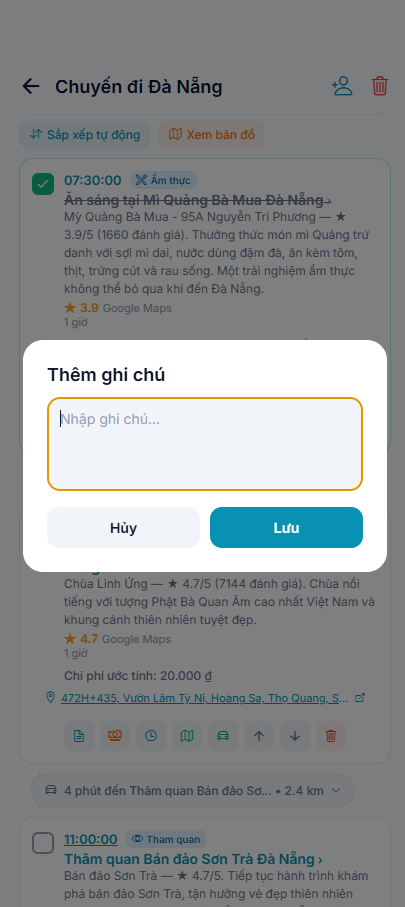 Chuyến đi Đà Nẵng
Sắp xếp tự động
Xem bản đồ
07:30:00
Ẩm thực
Ăn sáng tại Mì Quảng Bà Mua Đà Nẵng ›
Mỳ Quảng Bà Mua - 95A Nguyễn Tri Phương — ★
3.9/5 (1660 đánh giá). Thưởng thức món mì Quảng trứ
danh với sợi mì dai, nước dùng đậm đà, ăn kèm tôm,
thịt, trứng cút và rau sống. Một trải nghiệm ẩm thực
không thể bỏ qua khi đến Đà Nẵng.
★ 3.9 Google Maps
1 giờ
Thêm ghi chú
Nhập ghi chú...
Hủy
Lưu
Chùa Linh Ứng — ★ 4.7/5 (7144 đánh giá). Chùa nổi
tiếng với tượng Phật Bà Quan Âm cao nhất Việt Nam và
khung cảnh thiên nhiên tuyệt đẹp.
★ 4.7 Google Maps
1 giờ
Chi phí ước tính: 20.000 ₫
472H+435, Vườn Lâm Tỳ Ni, Hoàng Sa, Thọ Quang, S...
4 phút đến Thăm quan Bán đảo Sơ... • 2.4 km
11:00:00
Tham quan
Thăm quan Bán đảo Sơn Trà Đà Nẵng ›
Bán đảo Sơn Trà — ★ 4.7/5. Tiếp tục hành trình khám
phá bán đảo Sơn Trà, tận hưởng vẻ đẹp thiên nhiên